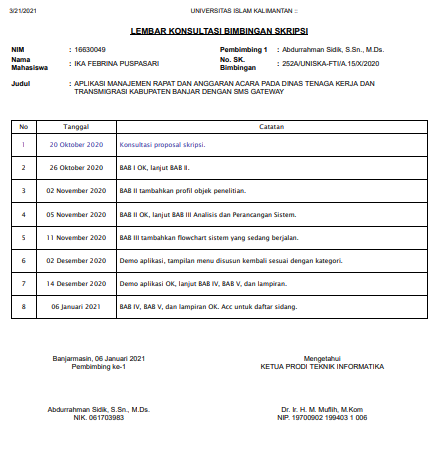 3/21/2021 UNIVERSITAS ISLAM KALIMANTAN ::
LEMBAR KONSULTASI BIMBINGAN SKRIPSI
NIM : 16630049 Pembimbing 1 : Abdurrahman Sidik, S.Sn., M.Ds.
Nama Mahasiswa : IKA FEBRINA PUSPASARI No. SK. Bimbingan : 252A/UNISKA-FTI/A.15/X/2020
Judul : APLIKASI MANAJEMEN RAPAT DAN ANGGARAN ACARA PADA DINAS TENAGA KERJA DAN
TRANSMIGRASI KABUPATEN BANJAR DENGAN SMS GATEWAY
No Tanggal Catatan
1 20 Oktober 2020 Konsultasi proposal skripsi.
2 26 Oktober 2020 BAB I OK, lanjut BAB II.
3 02 November 2020 BAB II tambahkan profil objek penelitian.
4 05 November 2020 BAB II OK, lanjut BAB III Analisis dan Perancangan Sistem.
5 11 November 2020 BAB III tambahkan flowchart sistem yang sedang berjalan.
6 02 Desember 2020 Demo aplikasi, tampilan menu disusun kembali sesuai dengan kategori.
7 14 Desember 2020 Demo aplikasi OK, lanjut BAB IV, BAB V, dan lampiran.
8 06 Januari 2021 BAB IV, BAB V, dan lampiran OK. Acc untuk daftar sidang.
Banjarmasin, 06 Januari 2021 Mengetahui
Pembimbing ke-1 KETUA PRODI TEKNIK INFORMATIKA
Abdurrahman Sidik, S.Sn., M.Ds. Dr. Ir. H. M. Muflih, M.Kom
NIK. 061703983 NIP. 19700902 199403 1 006